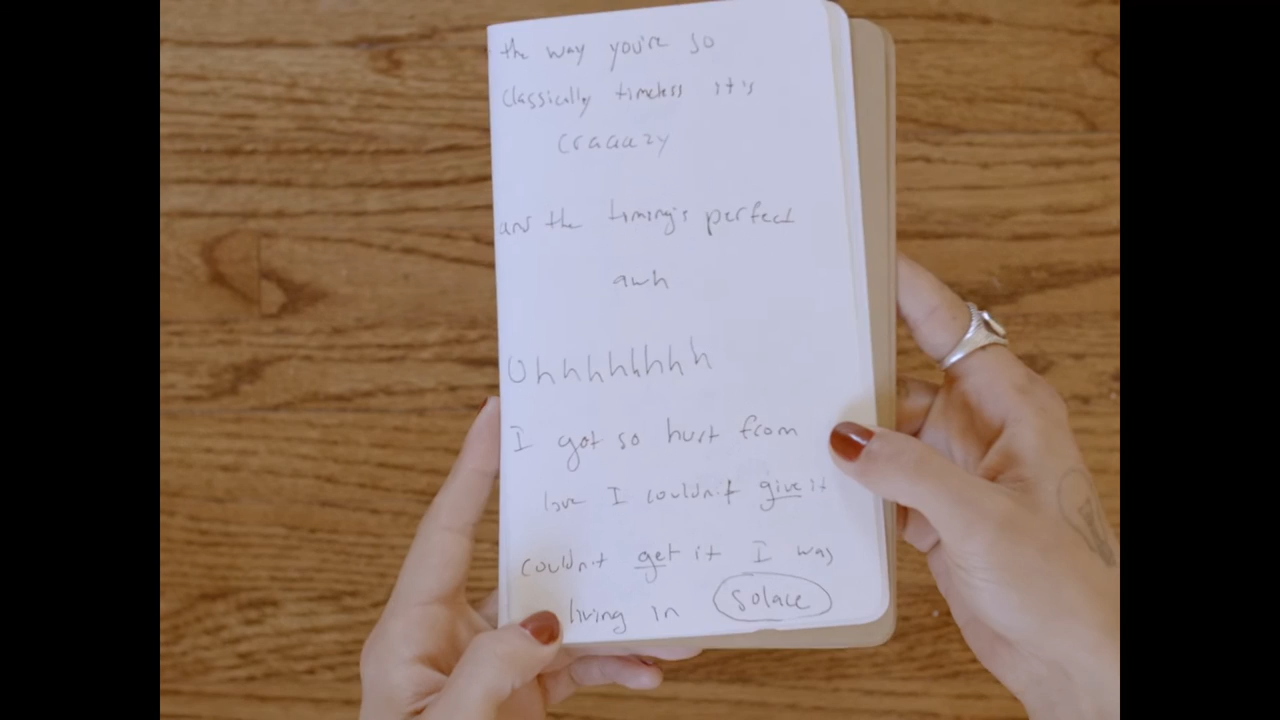 the way you're so
classically timeless it's
craaazy
and the timing's perfect
awh
Ohhhhhhhh
I got so hurt from
love I couldn't give it
couldn't get it I was
living in solace